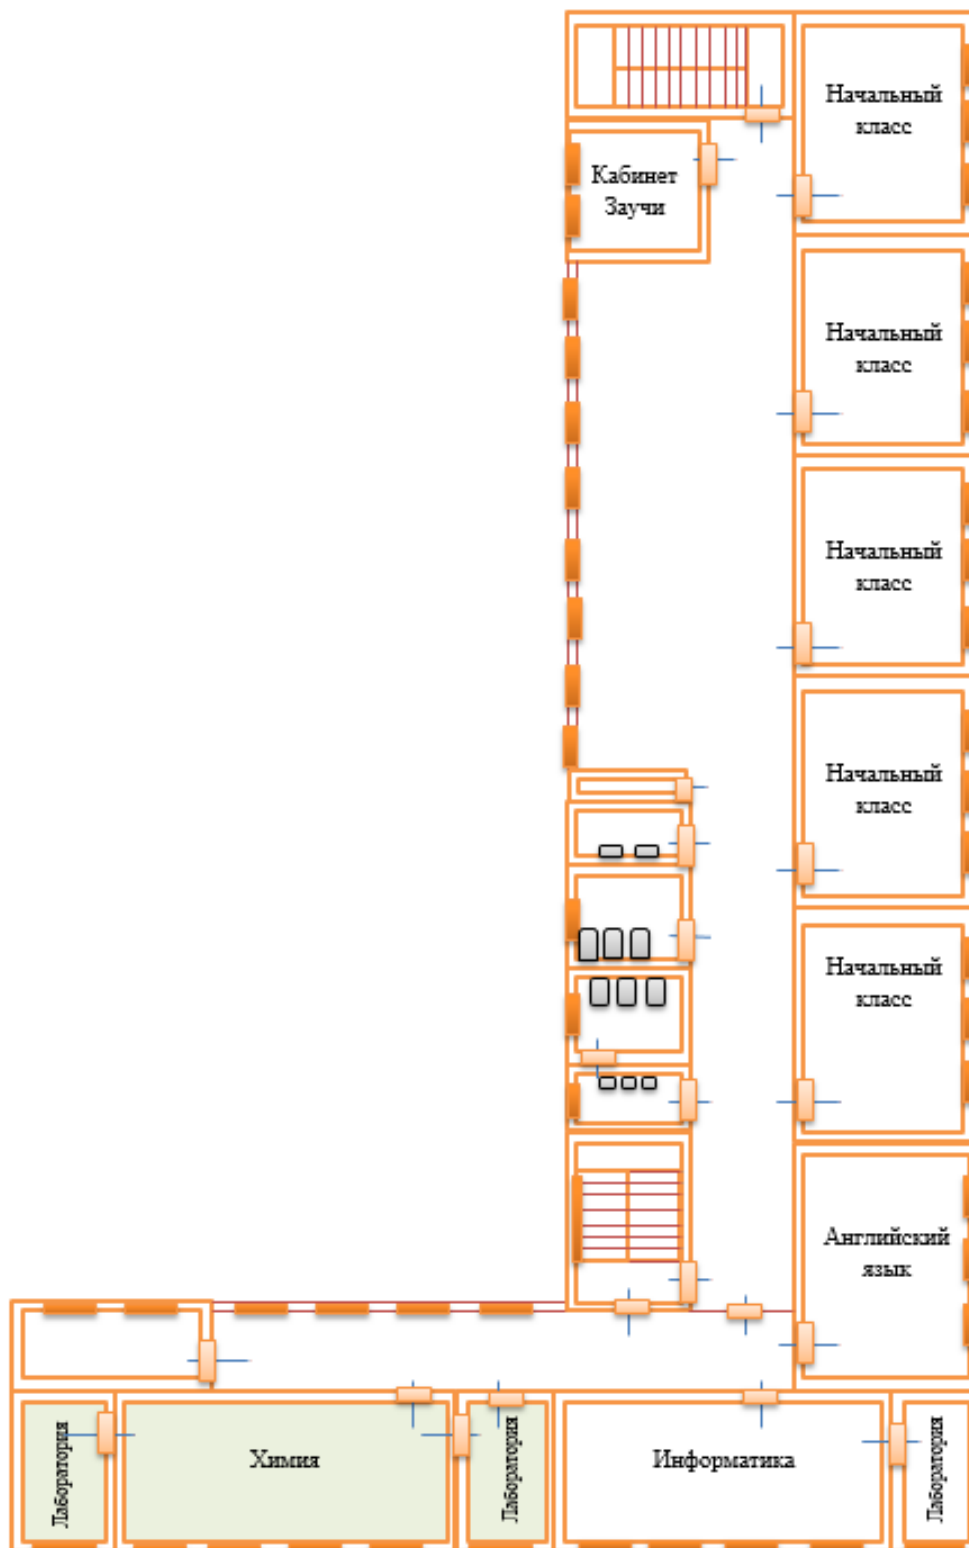 Начальный
класс
Кабинет
Заучи
Начальный
класс
Начальный
класс
Начальный
класс
Начальный
класс
Английский
язык
Лаборатория
Химия
Лаборатория
Информатика
Лаборатория